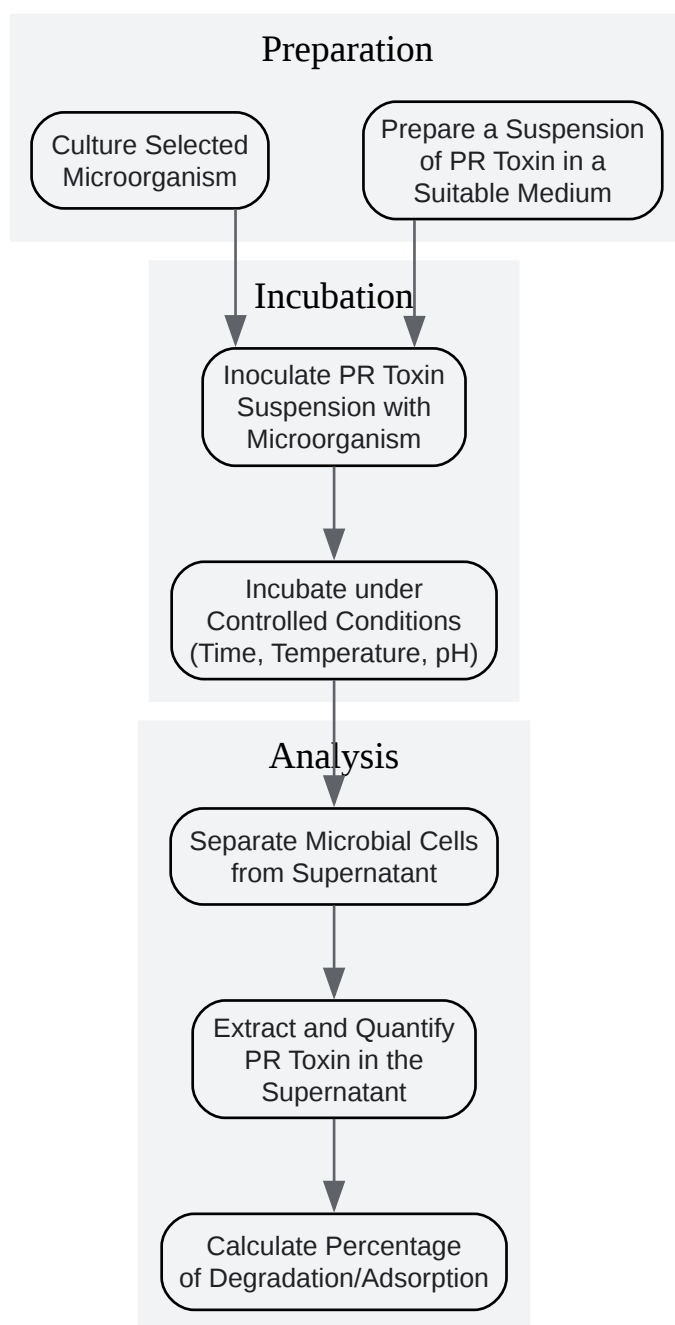 Preparation
Culture Selected
Microorganism
Prepare a Suspension
of PR Toxin in a
Suitable Medium
Incubation
Inoculate PR Toxin
Suspension with
Microorganism
Incubate under
Controlled Conditions
(Time, Temperature, pH)
Analysis
Separate Microbial Cells
from Supernatant
Extract and Quantify
PR Toxin in the
Supernatant
Calculate Percentage
of Degradation/Adsorption